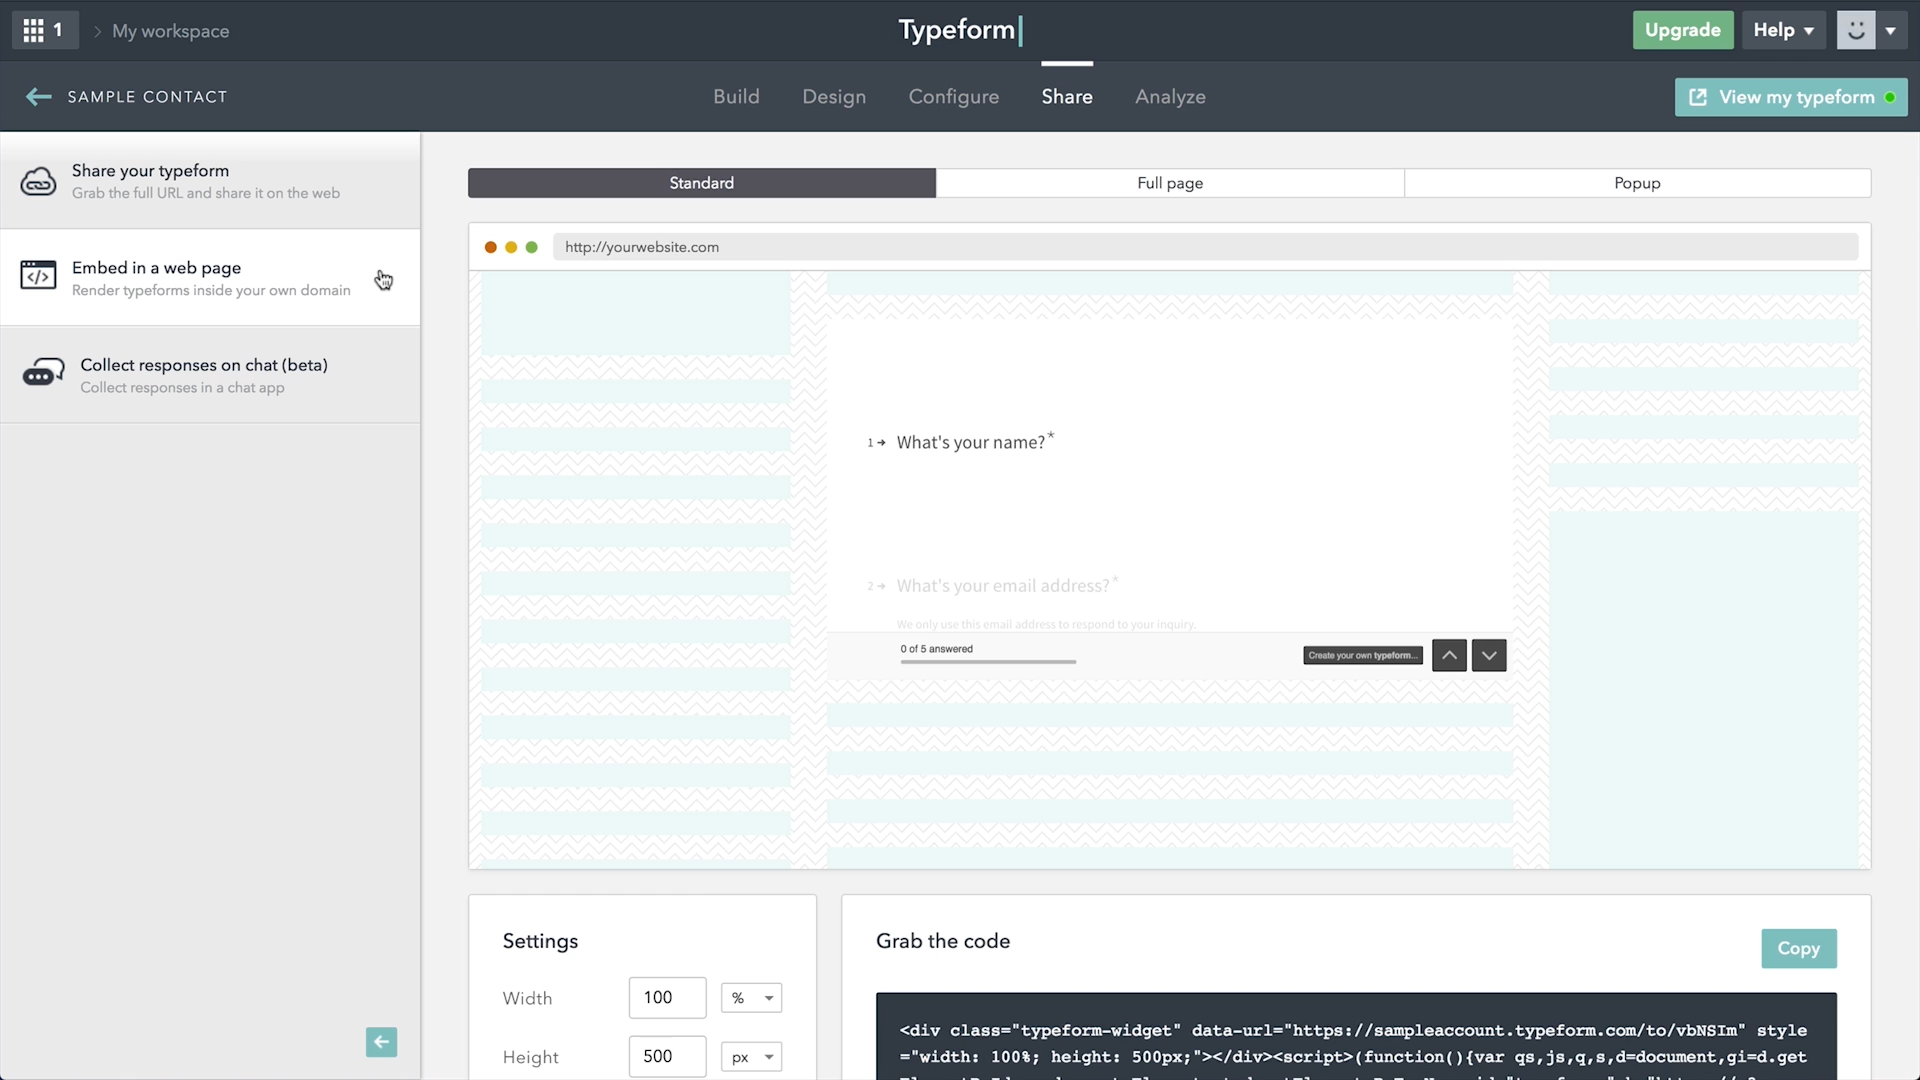 1
My workspace
Typeform
Upgrade
Help
SAMPLE CONTACT
Build
Design
Configure
Share
Analyze
View my typeform
Share your typeform
Grab the full URL and share it on the web
Embed in a web page
Render typeforms inside your own domain
Collect responses on chat (beta)
Collect responses in a chat app
Standard
Full page
Popup
http://yourwebsite.com
1 → What's your name?*
2 → What's your email address?*
We only use this email address to respond to your inquiry.
0 of 5 answered
Create your own typeform...
Settings
Width
100
%
Height
500
px
Grab the code
Copy
<div class="typeform-widget" data-url="https://sampleaccount.typeform.com/to/vbNSIm" style
="width: 100%; height: 500px;"></div><script>(function(){var qs,js,q,s,d=document,gi=d.get